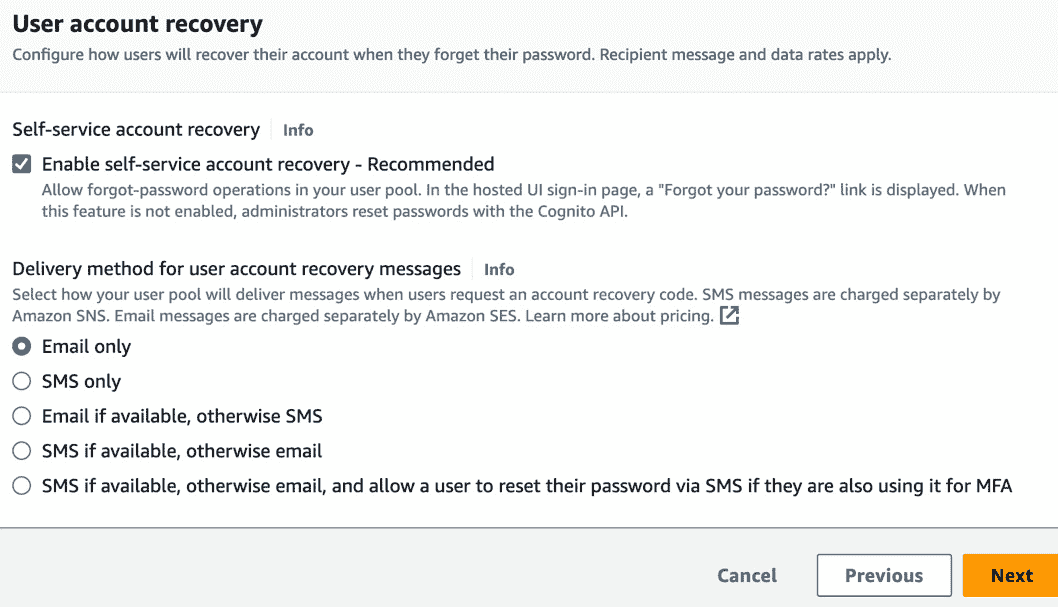 User account recovery
Configure how users will recover their account when they forget their password. Recipient message and data rates apply.
Self-service account recovery Info
Enable self-service account recovery - Recommended
Allow forgot-password operations in your user pool. In the hosted UI sign-in page, a "Forgot your password?" link is displayed. When
this feature is not enabled, administrators reset passwords with the Cognito API.
Delivery method for user account recovery messages Info
Select how your user pool will deliver messages when users request an account recovery code. SMS messages are charged separately by
Amazon SNS. Email messages are charged separately by Amazon SES. Learn more about pricing.
Email only
SMS only
Email if available, otherwise SMS
SMS if available, otherwise email
SMS if available, otherwise email, and allow a user to reset their password via SMS if they are also using it for MFA
Cancel Previous Next